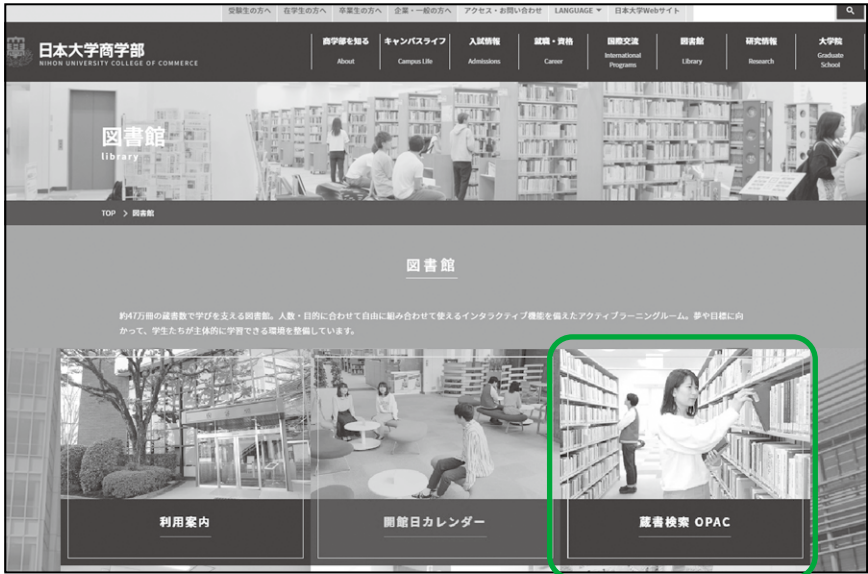 受験生の方へ 在学生の方へ 卒業生の方へ 企業・一般の方へ アクセス・お問い合わせ LANGUAGE▼ 日本大学Webサイト
日本大学商学部
NIHON UNIVERSITY COLLEGE OF COMMERCE
商学部を知る キャンパスライフ 入試情報 就職・資格 国際交流 図書館 研究情報 大学院
About Campus Life Admissions Career International Programs Library Research Graduate School
図書館
library
TOP > 図書館
図書館
約47万冊の蔵書数で学びを支える図書館。人数・目的に合わせて自由に組み合わせて使えるインタラクティブ機能を備えたアクティブラーニングルーム。夢や目標に向
かって、学生たちが主体的に学習できる環境を整備しています。
利用案内 開館日カレンダー 蔵書検索 OPAC